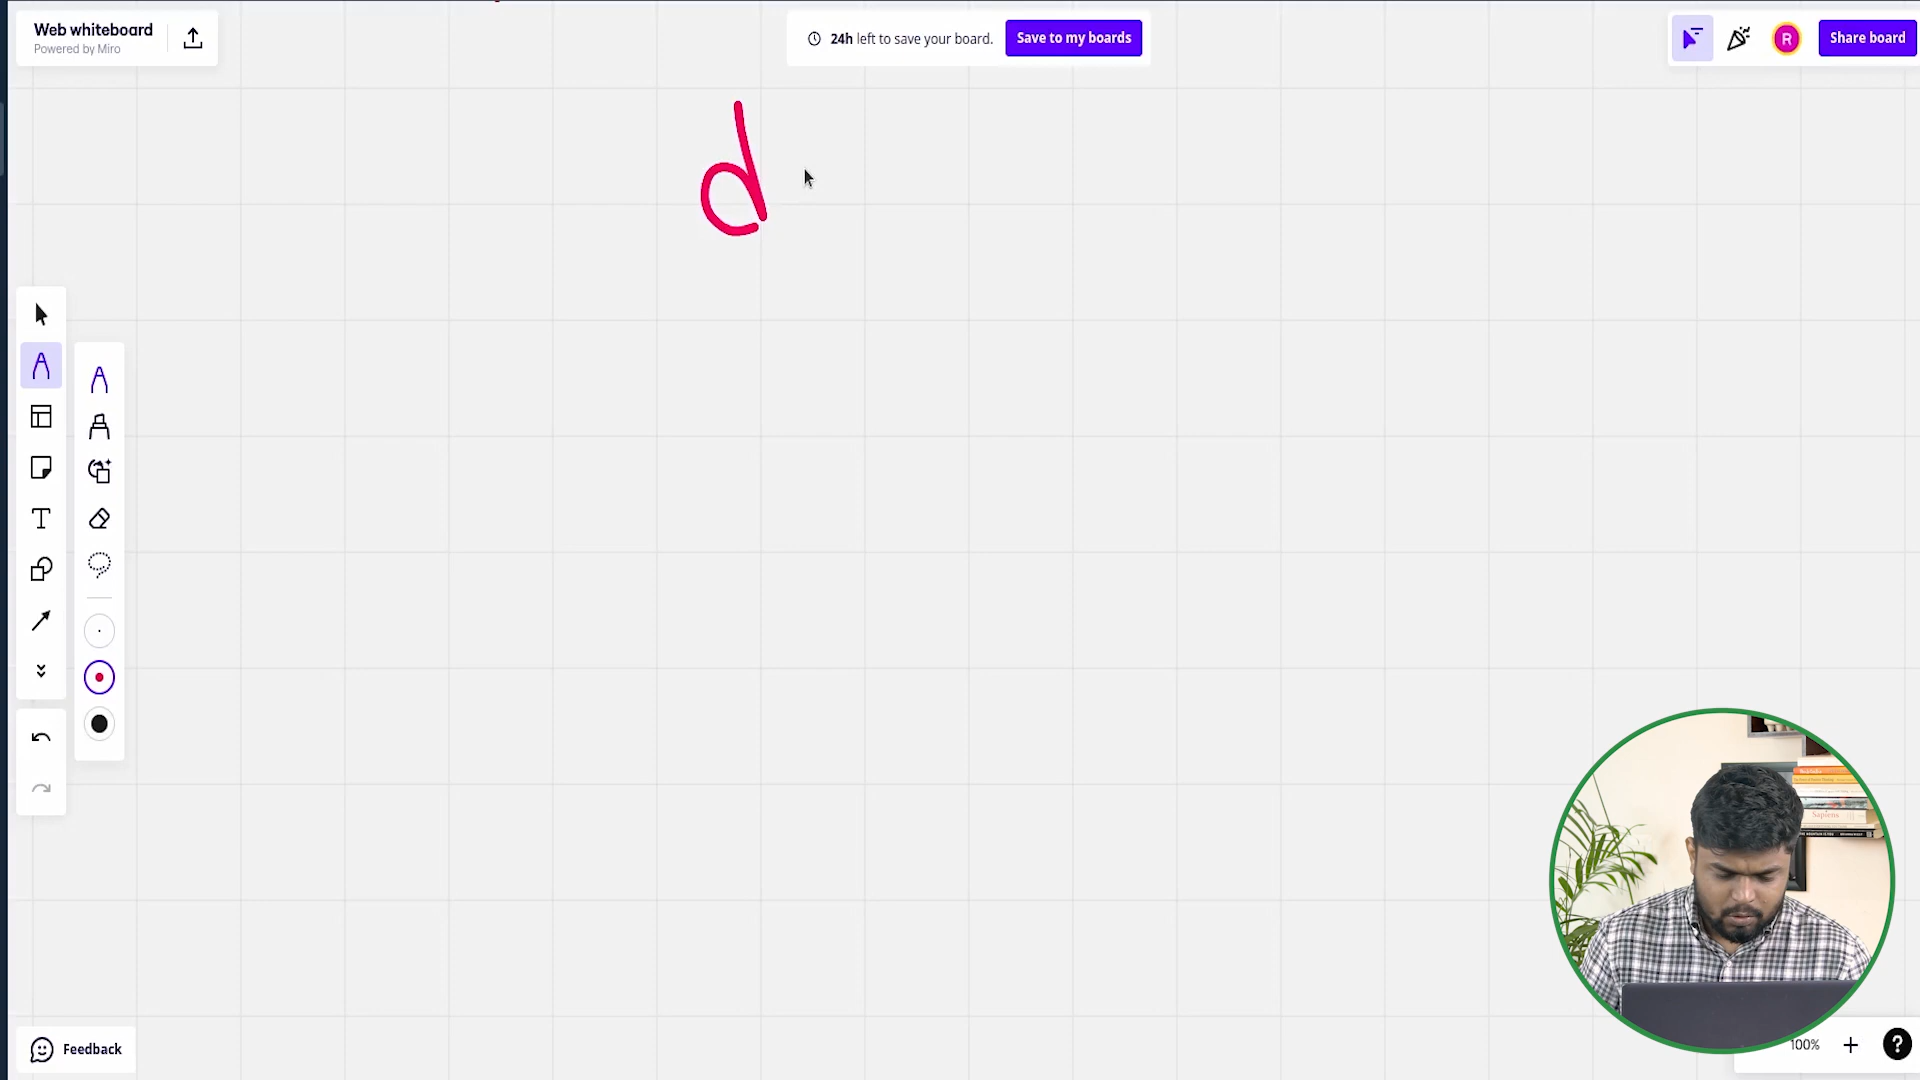 Web whiteboard
Powered by Miro
24h left to save your board.
Save to my boards
R
Share board
d
T
Sapiens
Feedback
100%
+
?